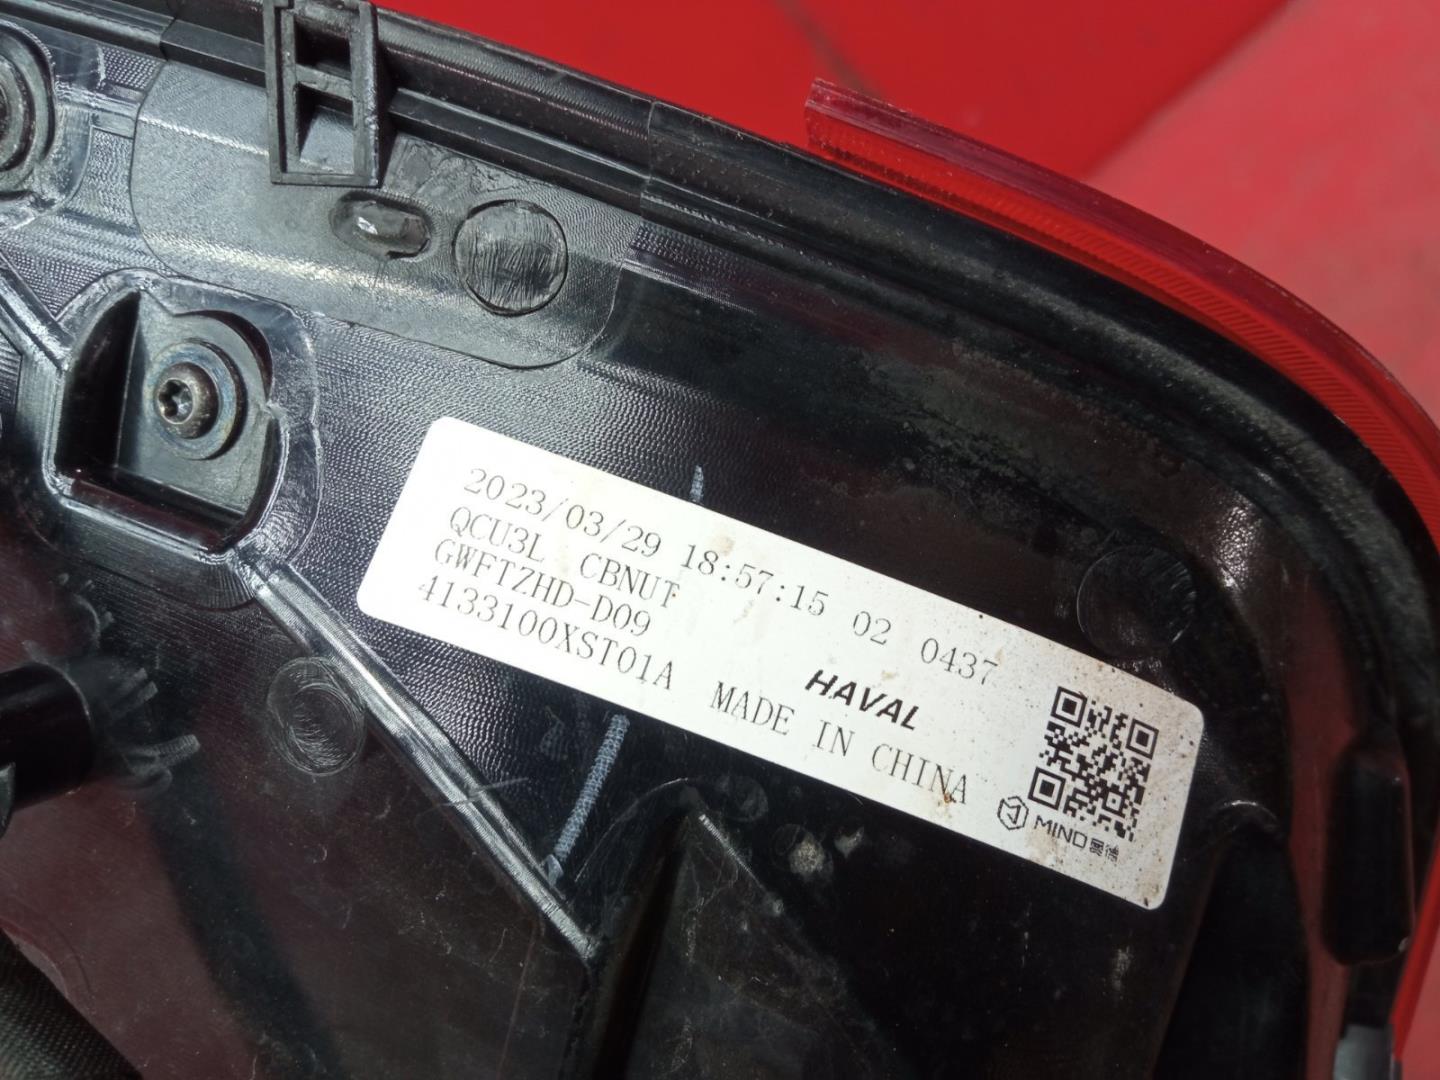 2023/03/29 18:57:15 02 0437
QCU3L CBNUT
GWFTZHD-D09
4133100XST01A
HAVAL
MADE IN CHINA
MIND